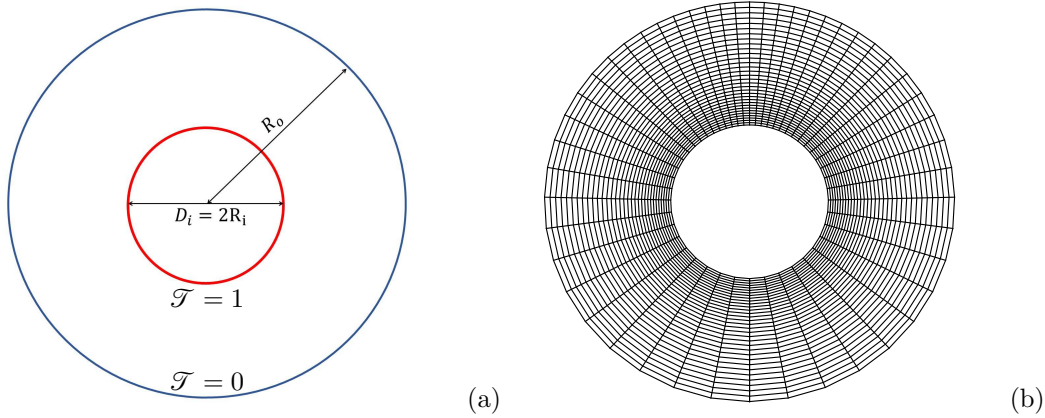 R_o
D_i = 2R_i
𝒯 = 1
𝒯 = 0
(a)
(b)